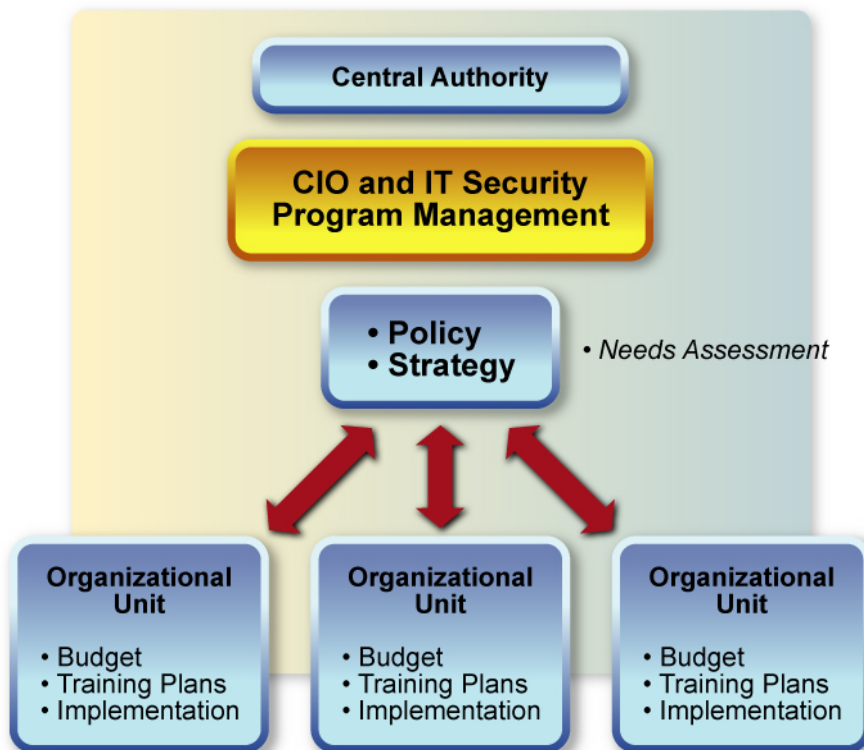 Central Authority
CIO and IT Security
Program Management
• Policy
• Strategy
• Needs Assessment
Organizational
Unit
• Budget
• Training Plans
• Implementation
Organizational
Unit
• Budget
• Training Plans
• Implementation
Organizational
Unit
• Budget
• Training Plans
• Implementation